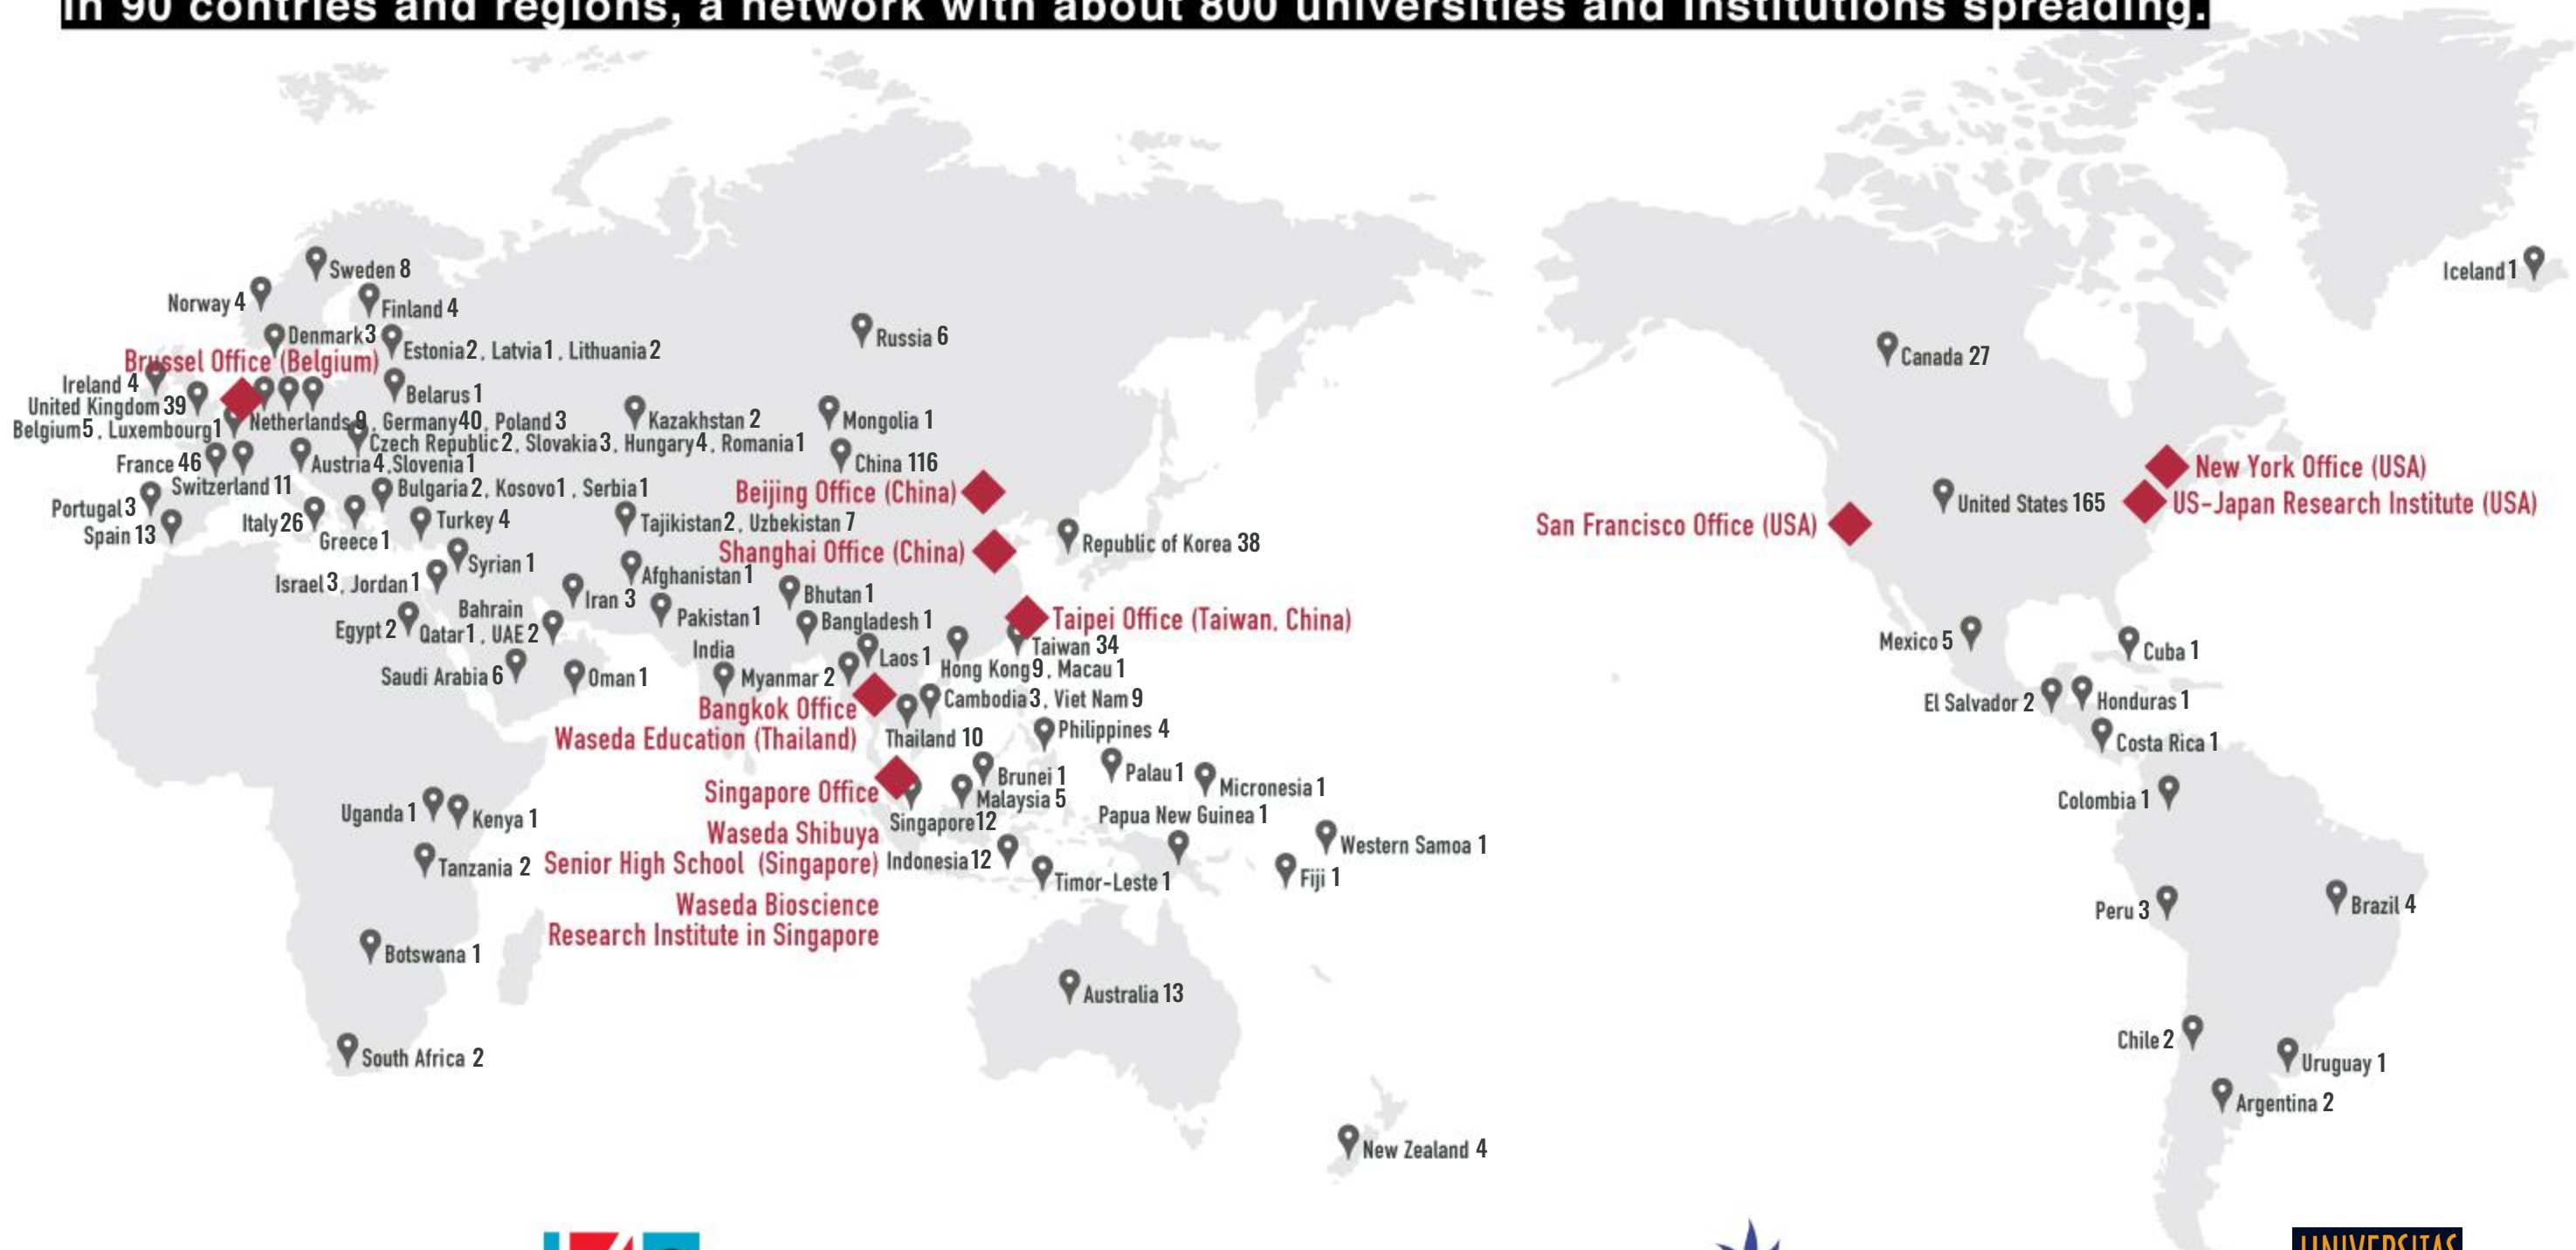 in 90 contries and regions, a network with about 800 universities and institutions spreading.
Sweden 8
Norway 4
Finland 4
Denmark 3
Estonia 2, Latvia 1, Lithuania 2
Russia 6
Brussel Office (Belgium)
Ireland 4
United Kingdom 39
Belarus 1
Belgium 5, Luxembourg 1
Netherlands 9, Germany 40, Poland 3
Czech Republic 2, Slovakia 3, Hungary 4, Romania 1
Kazakhstan 2
Mongolia 1
France 46
Austria 4, Slovenia 1
China 116
Switzerland 11
Bulgaria 2, Kosovo 1, Serbia 1
Beijing Office (China)
Portugal 3
Spain 13
Italy 26
Greece 1
Turkey 4
Tajikistan 2, Uzbekistan 7
Shanghai Office (China)
Republic of Korea 38
Syrian 1
Israel 3, Jordan 1
Afghanistan 1
Iran 3
Bhutan 1
Pakistan 1
Bangladesh 1
Egypt 2
Bahrain
Qatar 1, UAE 2
Taipei Office (Taiwan, China)
Taiwan 34
India
Laos 1
Hong Kong 9, Macau 1
Saudi Arabia 6
Oman 1
Myanmar 2
Cambodia 3, Viet Nam 9
Bangkok Office
Waseda Education (Thailand)
Thailand 10
Philippines 4
Brunei 1
Palau 1
Micronesia 1
Malaysia 5
Singapore Office
Singapore 12
Papua New Guinea 1
Waseda Shibuya
Senior High School (Singapore)
Indonesia 12
Western Samoa 1
Timor-Leste 1
Fiji 1
Waseda Bioscience
Research Institute in Singapore
Uganda 1
Kenya 1
Tanzania 2
Botswana 1
South Africa 2
Australia 13
New Zealand 4
Iceland 1
Canada 27
New York Office (USA)
United States 165
US-Japan Research Institute (USA)
San Francisco Office (USA)
Mexico 5
Cuba 1
El Salvador 2
Honduras 1
Costa Rica 1
Colombia 1
Peru 3
Brazil 4
Chile 2
Uruguay 1
Argentina 2
UNIVERSITAS